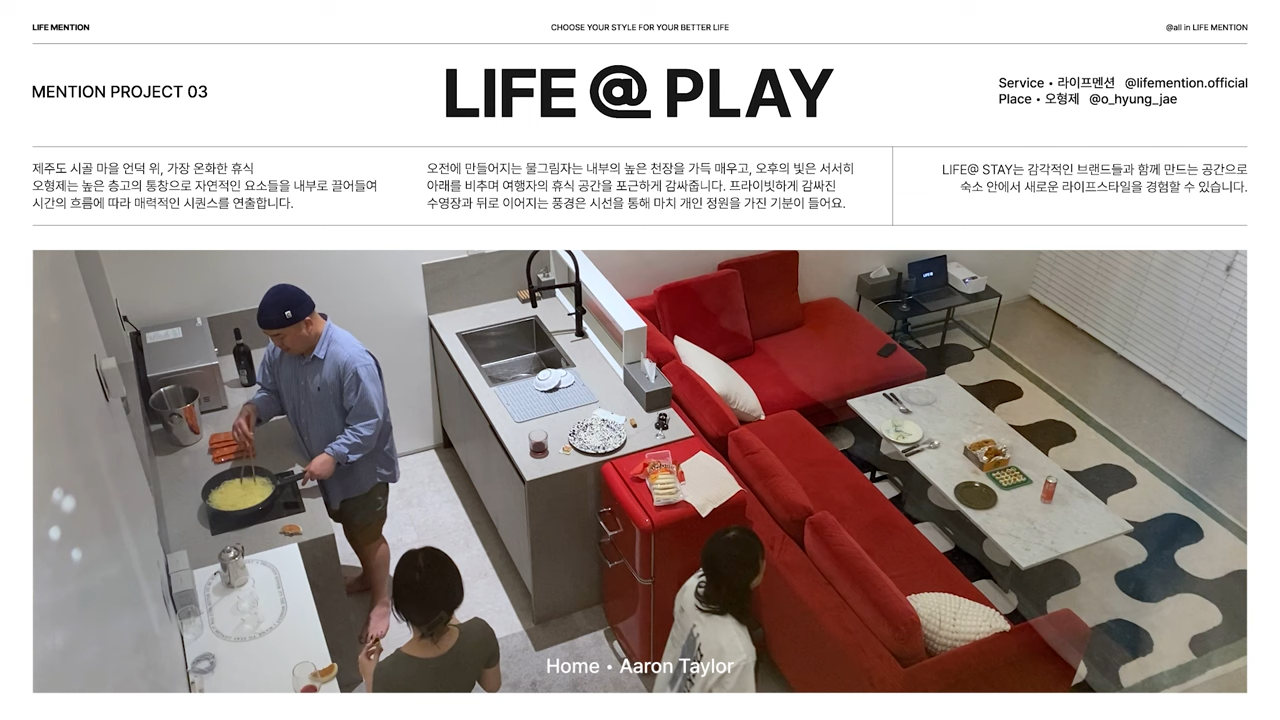 LIFE MENTION
CHOOSE YOUR STYLE FOR YOUR BETTER LIFE
@all in LIFE MENTION
MENTION PROJECT 03
LIFE @ PLAY
Service • 라이프멘션 @lifemention.official
Place • 오형제 @o_hyung_jae
제주도 시골 마을 언덕 위, 가장 온화한 휴식
오형제는 높은 층고의 통창으로 자연적인 요소들을 내부로 끌어들여
시간의 흐름에 따라 매력적인 시퀀스를 연출합니다.
오전에 만들어지는 물그림자는 내부의 높은 천장을 가득 매우고, 오후의 빛은 서서히
아래를 비추며 여행자의 휴식 공간을 포근하게 감싸줍니다. 프라이빗하게 감싸진
수영장과 뒤로 이어지는 풍경은 시선을 통해 마치 개인 정원을 가진 기분이 들어요.
LIFE@ STAY는 감각적인 브랜드들과 함께 만드는 공간으로
숙소 안에서 새로운 라이프스타일을 경험할 수 있습니다.
Home • Aaron Taylor